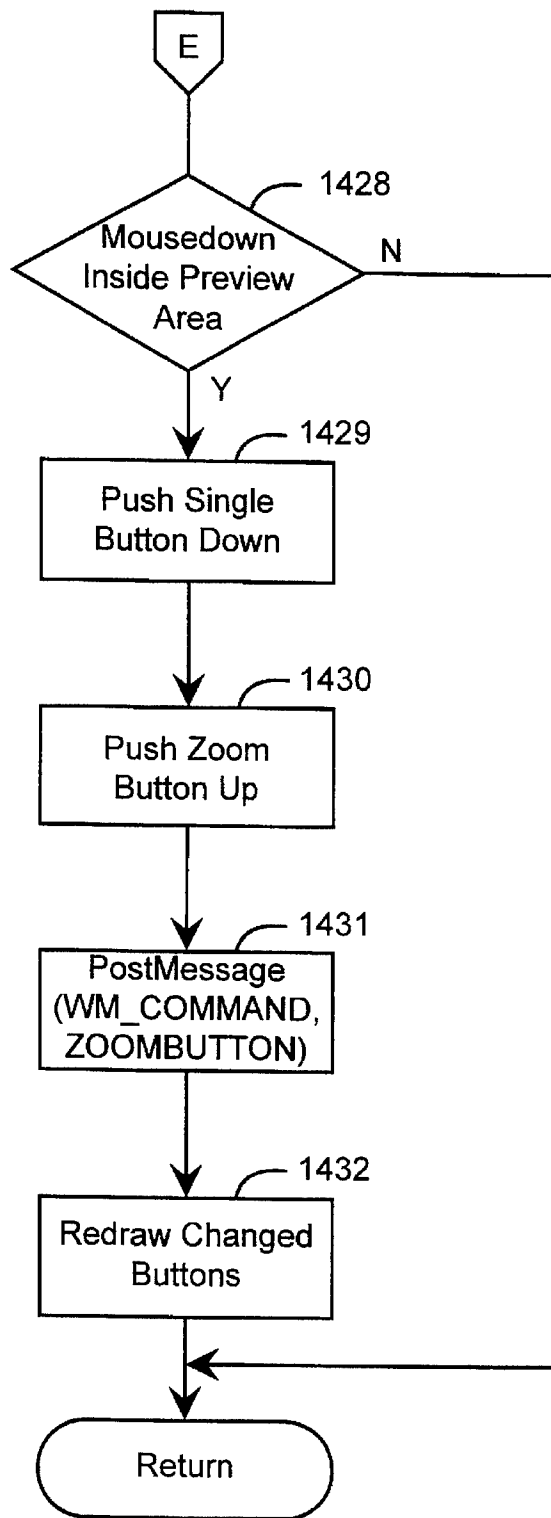 E
1428
Mousedown
Inside Preview
Area
N
Y
1429
Push Single
Button Down
1430
Push Zoom
Button Up
1431
PostMessage
(WM_COMMAND,
ZOOMBUTTON)
1432
Redraw Changed
Buttons
Return